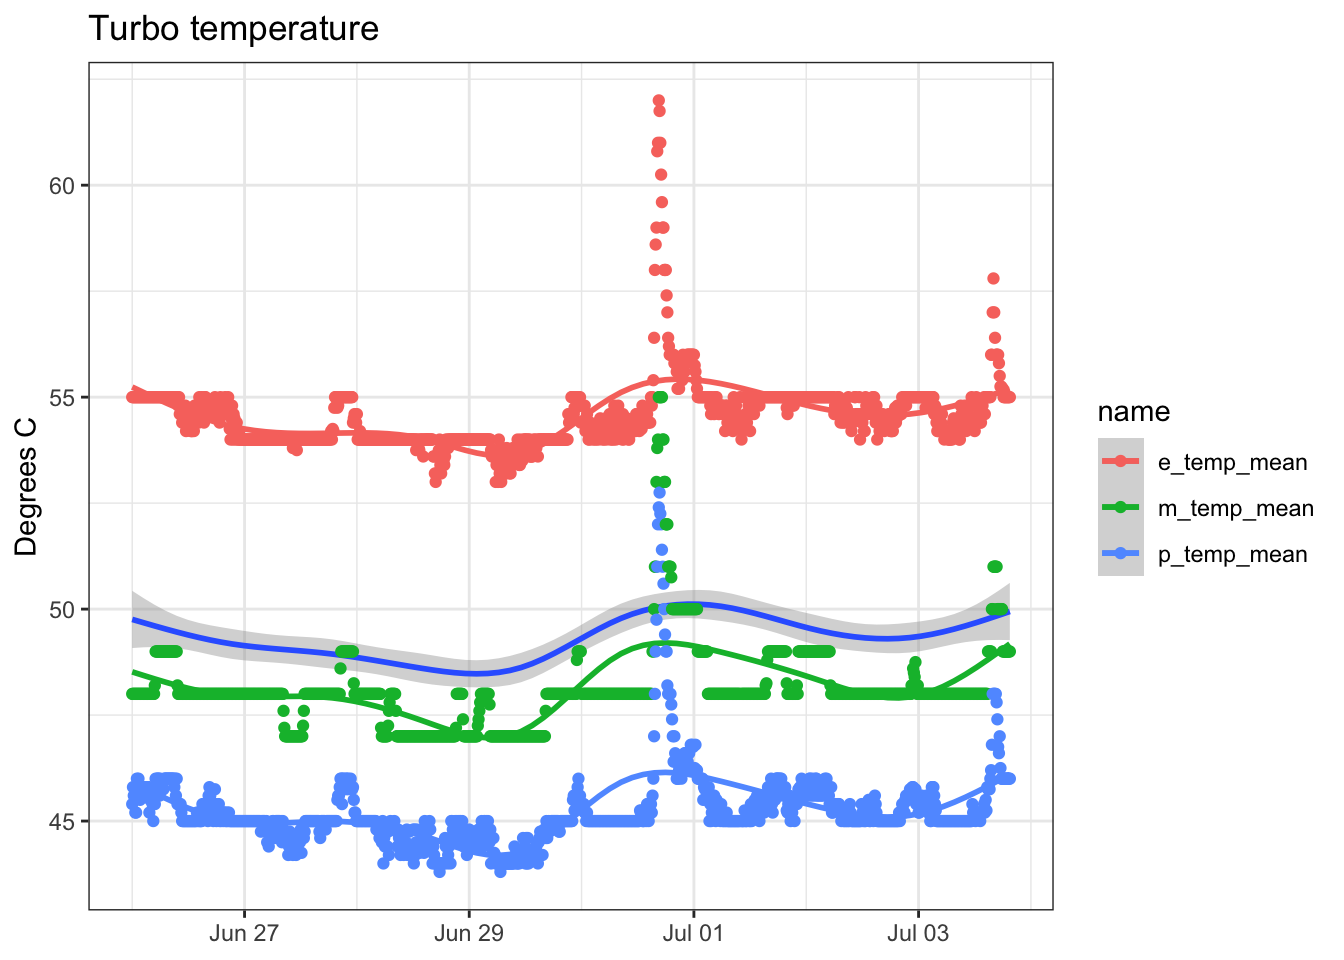 Turbo temperature
60
55
50
45
Degrees C
Jun 27
Jun 29
Jul 01
Jul 03
name
e_temp_mean
m_temp_mean
p_temp_mean